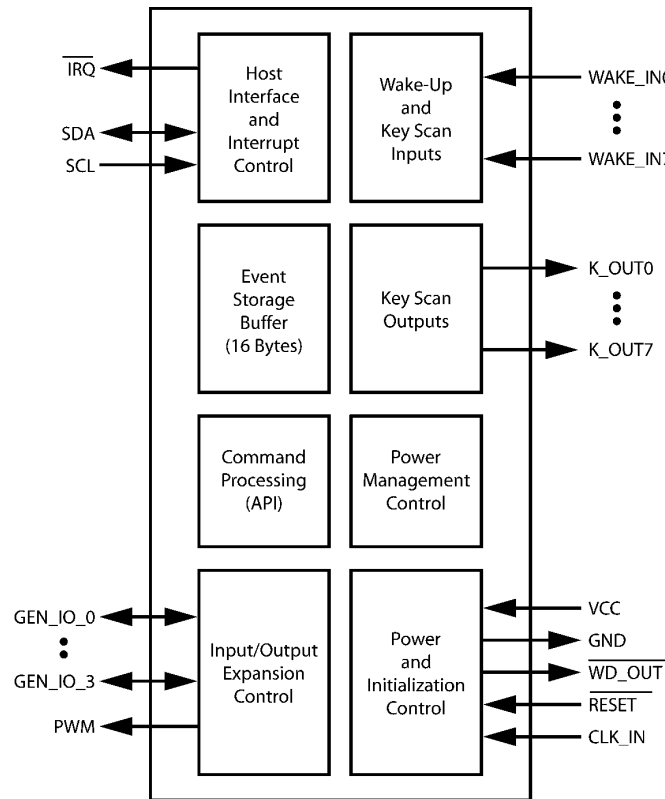 IRQ
SDA
SCL
Host
Interface
and
Interrupt
Control
Wake-Up
and
Key Scan
Inputs
WAKE_IN0
WAKE_IN7
Event
Storage
Buffer
(16 Bytes)
Key Scan
Outputs
K_OUT0
K_OUT7
Command
Processing
(API)
Power
Management
Control
GEN_IO_0
GEN_IO_3
PWM
Input/Output
Expansion
Control
Power
and
Initialization
Control
VCC
GND
WD_OUT
RESET
CLK_IN